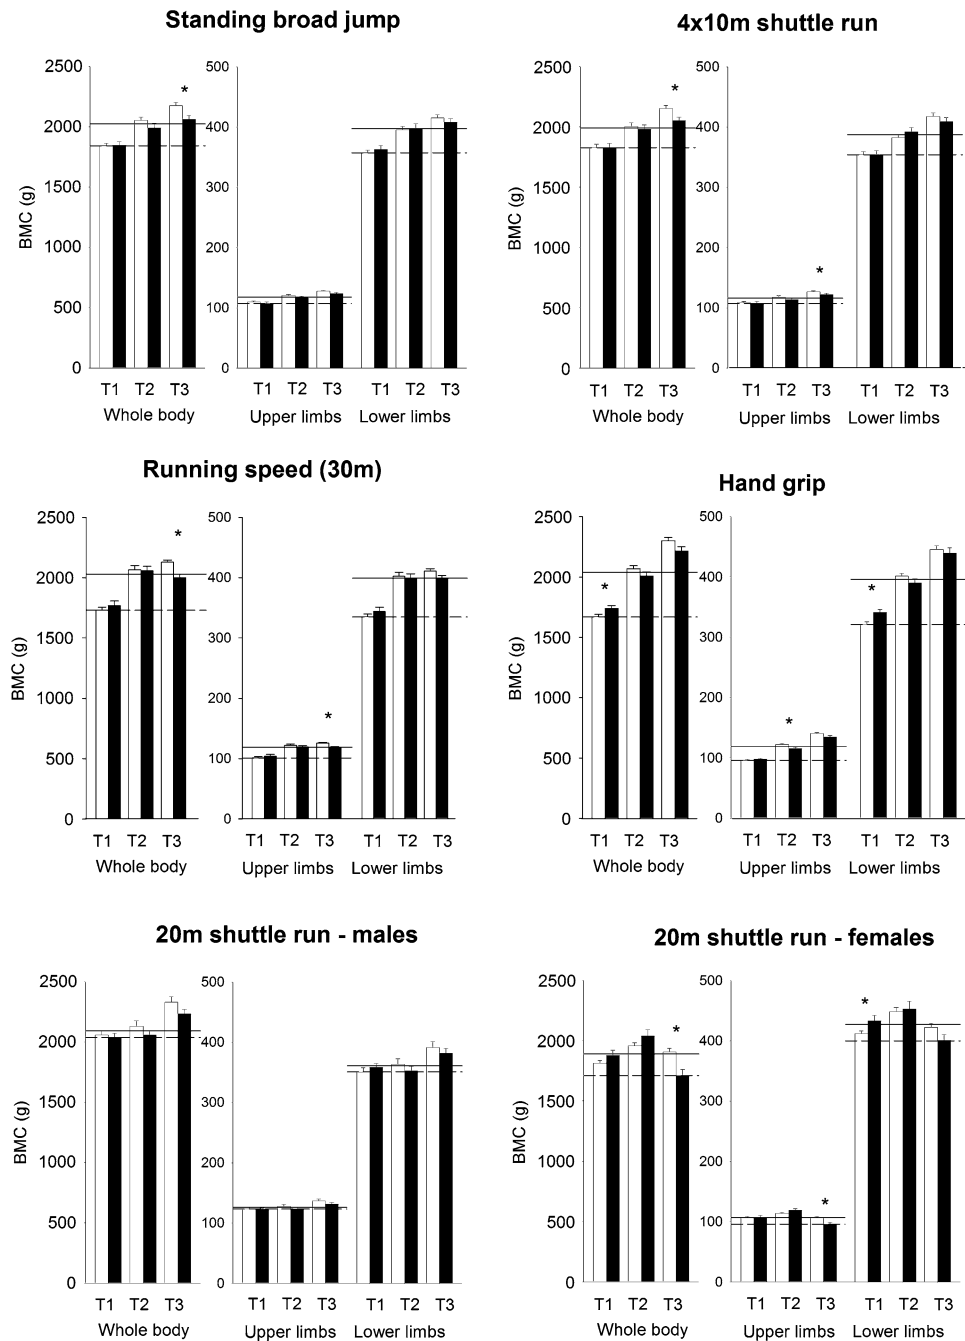 Standing broad jump
4x10m shuttle run
2500
2000
1500
1000
500
0
BMC (g)
500
400
300
200
100
0
*
T1 T2 T3
Whole body
T1 T2 T3 T1 T2 T3
Upper limbs Lower limbs
2500
2000
1500
1000
500
0
BMC (g)
500
400
300
200
100
0
*
*
T1 T2 T3
Whole body
T1 T2 T3 T1 T2 T3
Upper limbs Lower limbs
Running speed (30m)
Hand grip
2500
2000
1500
1000
500
0
BMC (g)
500
400
300
200
100
0
*
*
T1 T2 T3
Whole body
T1 T2 T3 T1 T2 T3
Upper limbs Lower limbs
2500
2000
1500
1000
500
0
BMC (g)
500
400
300
200
100
0
*
*
*
T1 T2 T3
Whole body
T1 T2 T3 T1 T2 T3
Upper limbs Lower limbs
20m shuttle run - males
20m shuttle run - females
2500
2000
1500
1000
500
0
BMC (g)
500
400
300
200
100
0
T1 T2 T3
Whole body
T1 T2 T3 T1 T2 T3
Upper limbs Lower limbs
2500
2000
1500
1000
500
0
BMC (g)
500
400
300
200
100
0
*
*
*
T1 T2 T3
Whole body
T1 T2 T3 T1 T2 T3
Upper limbs Lower limbs